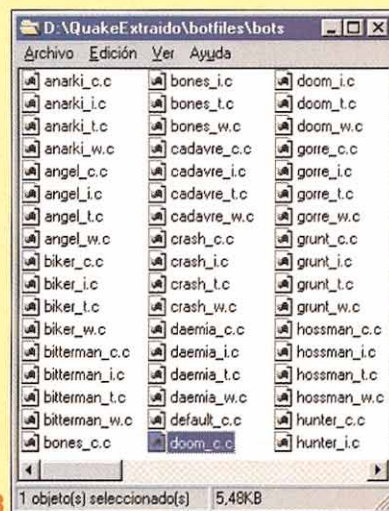 D:\QuakeExtraido\botfiles\bots
Archivo Edición Ver Ayuda
anarki_c.c
anarki_i.c
anarki_t.c
anarki_w.c
angel_c.c
angel_i.c
angel_t.c
angel_w.c
biker_c.c
biker_i.c
biker_t.c
biker_w.c
bitterman_c.c
bitterman_i.c
bitterman_t.c
bitterman_w.c
bones_c.c
bones_i.c
bones_t.c
bones_w.c
cadavre_c.c
cadavre_i.c
cadavre_t.c
cadavre_w.c
crash_c.c
crash_i.c
crash_t.c
crash_w.c
daemia_c.c
daemia_i.c
daemia_t.c
daemia_w.c
default_c.c
doom_c.c
doom_i.c
doom_t.c
doom_w.c
gorre_c.c
gorre_i.c
gorre_t.c
gorre_w.c
grunt_c.c
grunt_i.c
grunt_t.c
grunt_w.c
hossman_c.c
hossman_i.c
hossman_t.c
hossman_w.c
hunter_c.c
hunter_i.c
1 objeto(s) seleccionado(s) 5,48KB